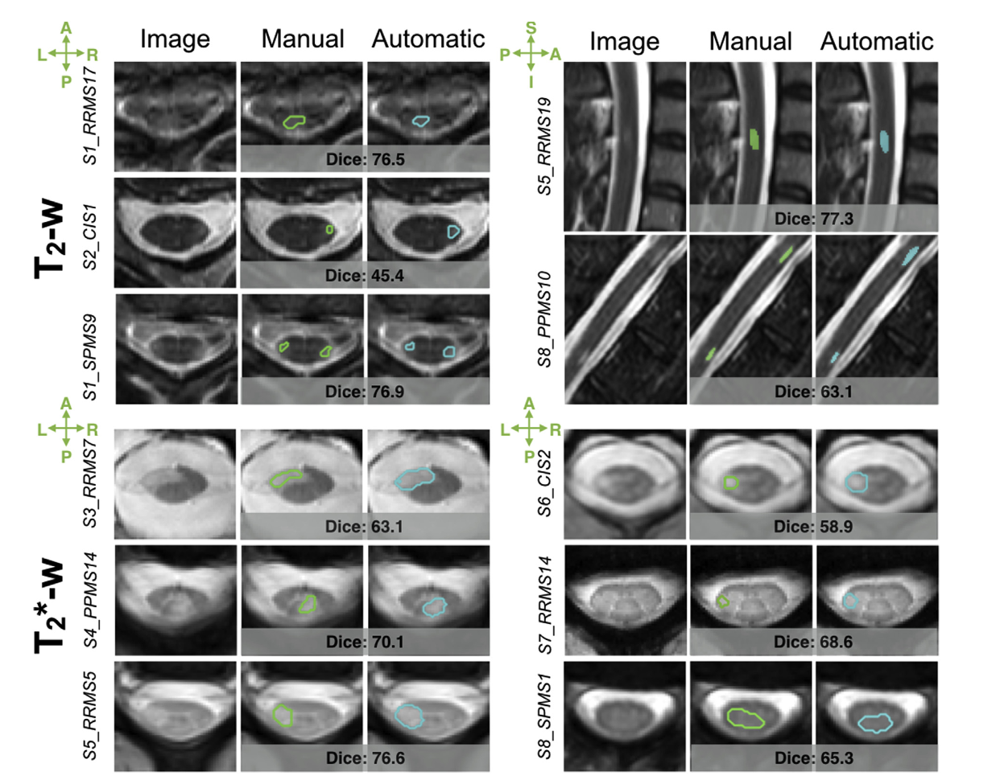 A
L R
P
Image Manual Automatic
S
P A
I
Image Manual Automatic
T2-w
S1_RRMS17
Dice: 76.5
S2_CIS1
Dice: 45.4
S1_SPMS9
Dice: 76.9
S5_RRMS19
Dice: 77.3
S8_PPMS10
Dice: 63.1
A
L R
P
A
L R
P
T2*-w
S3_RRMS7
Dice: 63.1
S4_PPMS14
Dice: 70.1
S5_RRMS5
Dice: 76.6
S6_CIS2
Dice: 58.9
S7_RRMS14
Dice: 68.6
S8_SPMS1
Dice: 65.3